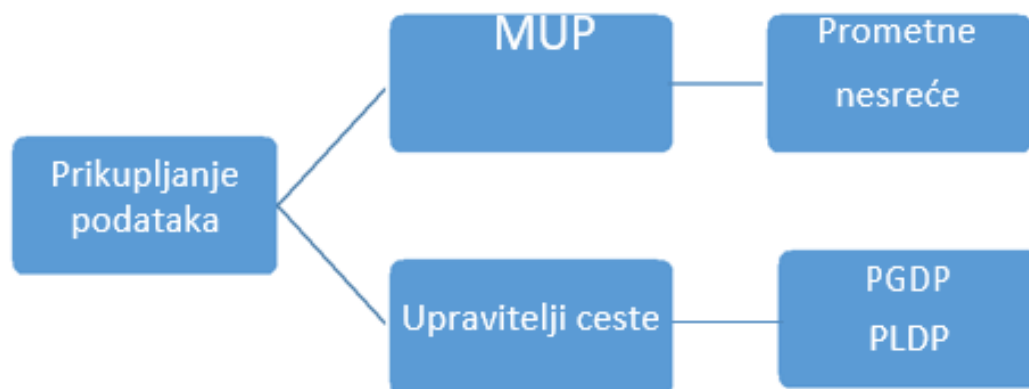 Prikupljanje
podataka
MUP
Prometne
nesreće
Upravitelji ceste
PGDP
PLDP